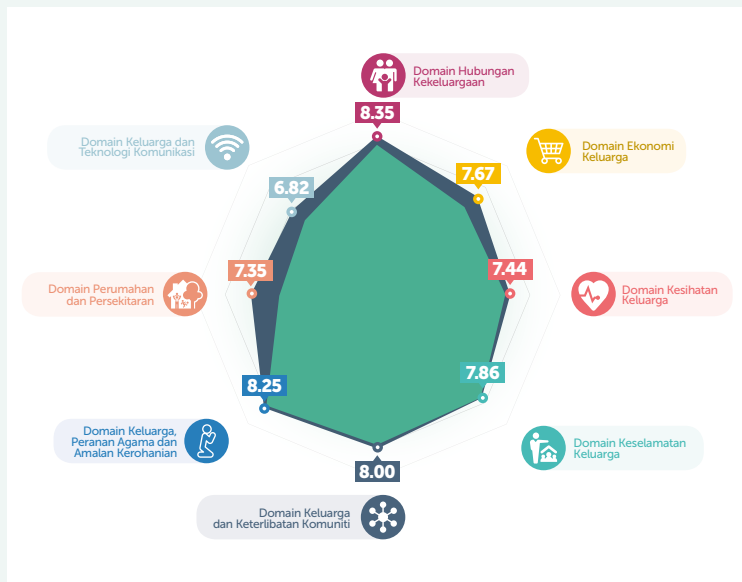 Domain Hubungan
Kekeluargaan
8.35
Domain Ekonomi
Keluarga
7.67
Domain Kesihatan
Keluarga
7.44
Domain Keselamatan
Keluarga
7.86
8.00
Domain Keluarga
dan Keterlibatan Komuniti
8.25
Domain Keluarga,
Peranan Agama dan
Amalan Kerohanian
7.35
Domain Perumahan
dan Persekitaran
6.82
Domain Keluarga dan
Teknologi Komunikasi